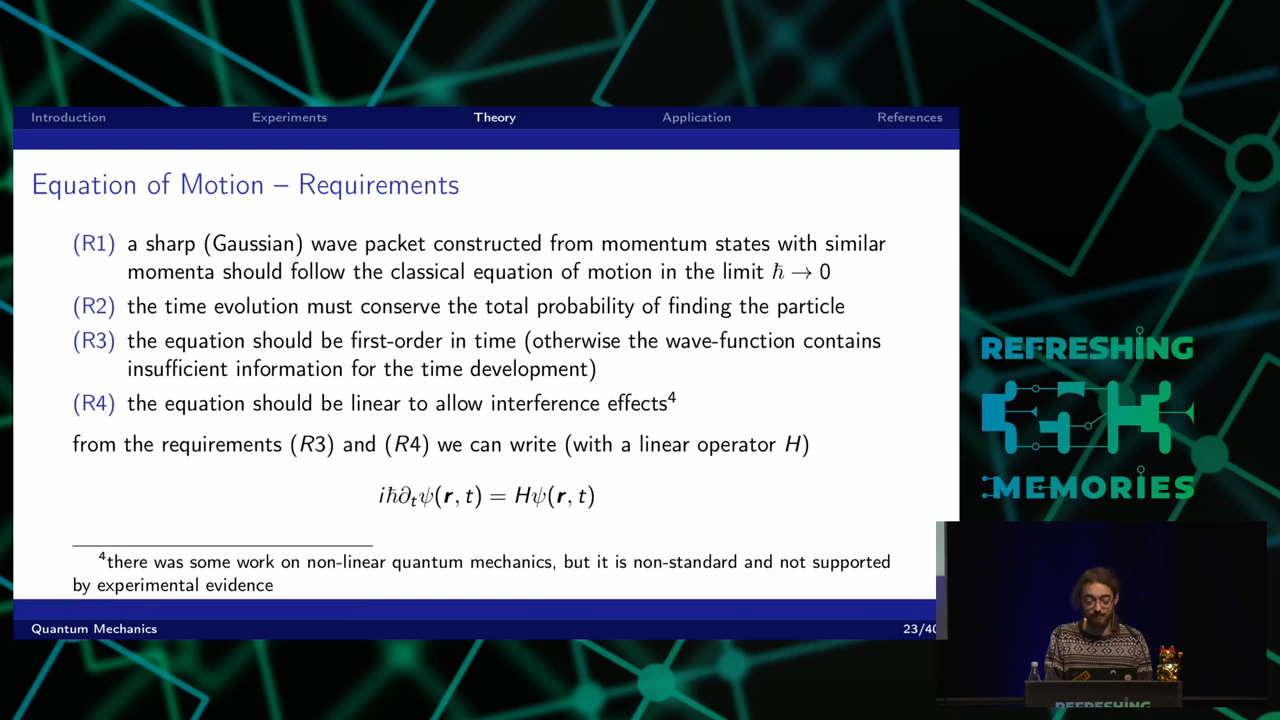 Introduction Experiments Theory Application References
Equation of Motion – Requirements
(R1) a sharp (Gaussian) wave packet constructed from momentum states with similar
momenta should follow the classical equation of motion in the limit ℏ → 0
(R2) the time evolution must conserve the total probability of finding the particle
(R3) the equation should be first-order in time (otherwise the wave-function contains
insufficient information for the time development)
(R4) the equation should be linear to allow interference effects⁴
from the requirements (R3) and (R4) we can write (with a linear operator H)
iℏ∂ₜψ(r, t) = Hψ(r, t)
⁴there was some work on non-linear quantum mechanics, but it is non-standard and not supported
by experimental evidence
Quantum Mechanics 23/40
REFRESHING
MEMORIES
REFRESHING